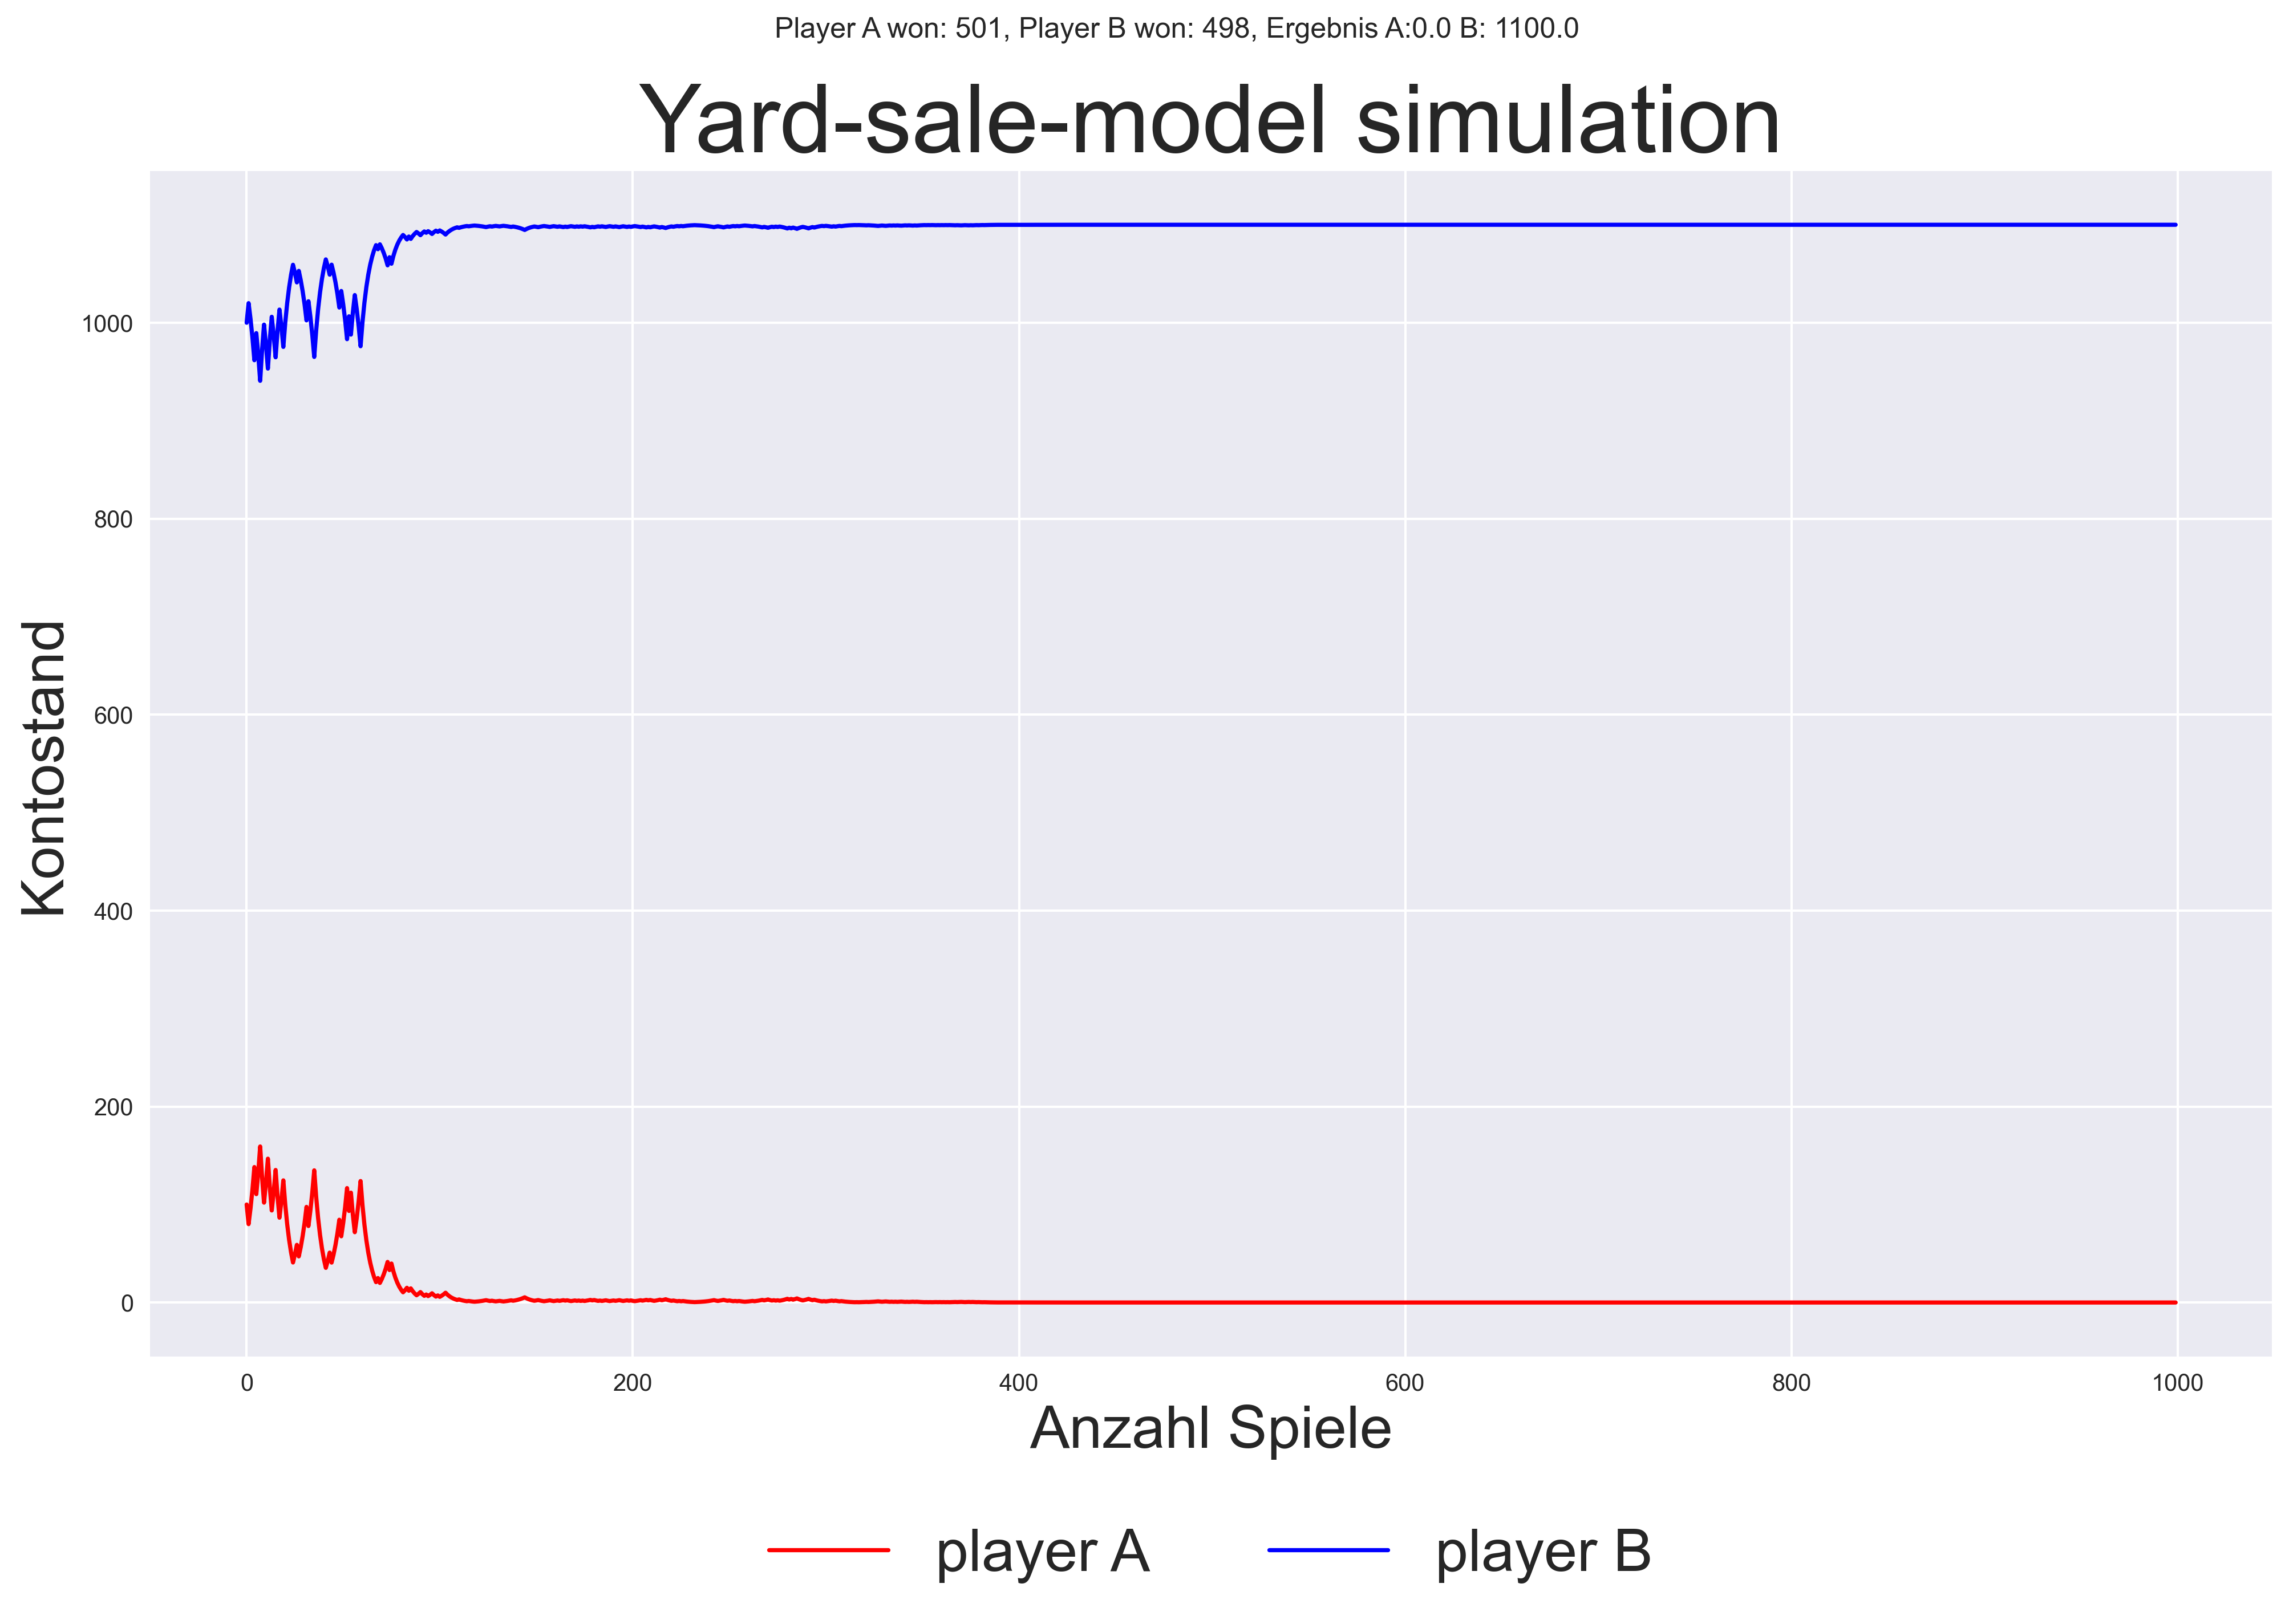 Player A won: 501, Player B won: 498, Ergebnis A:0.0 B: 1100.0
Yard-sale-model simulation
Kontostand
1000
800
600
400
200
0
0 200 400 600 800 1000
Anzahl Spiele
player A player B